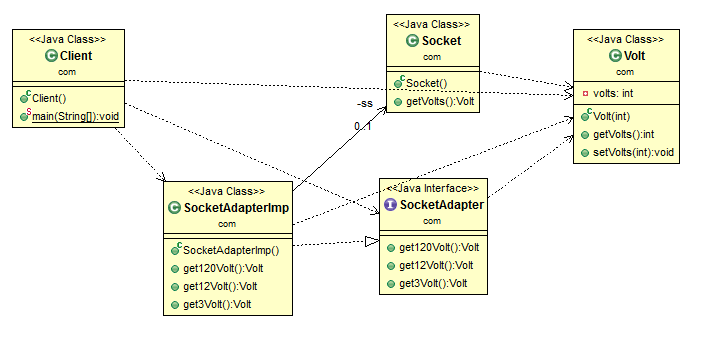 <<Java Class>>
Client
com
Client()
main(String[]):void
<<Java Class>>
Socket
com
Socket()
getVolts():Volt
<<Java Class>>
Volt
com
volts: int
Volt(int)
getVolts():int
setVolts(int):void
-ss
0..1
<<Java Class>>
SocketAdapterImp
com
SocketAdapterImp()
get120Volt():Volt
get12Volt():Volt
get3Volt():Volt
<<Java Interface>>
SocketAdapter
com
get120Volt():Volt
get12Volt():Volt
get3Volt():Volt